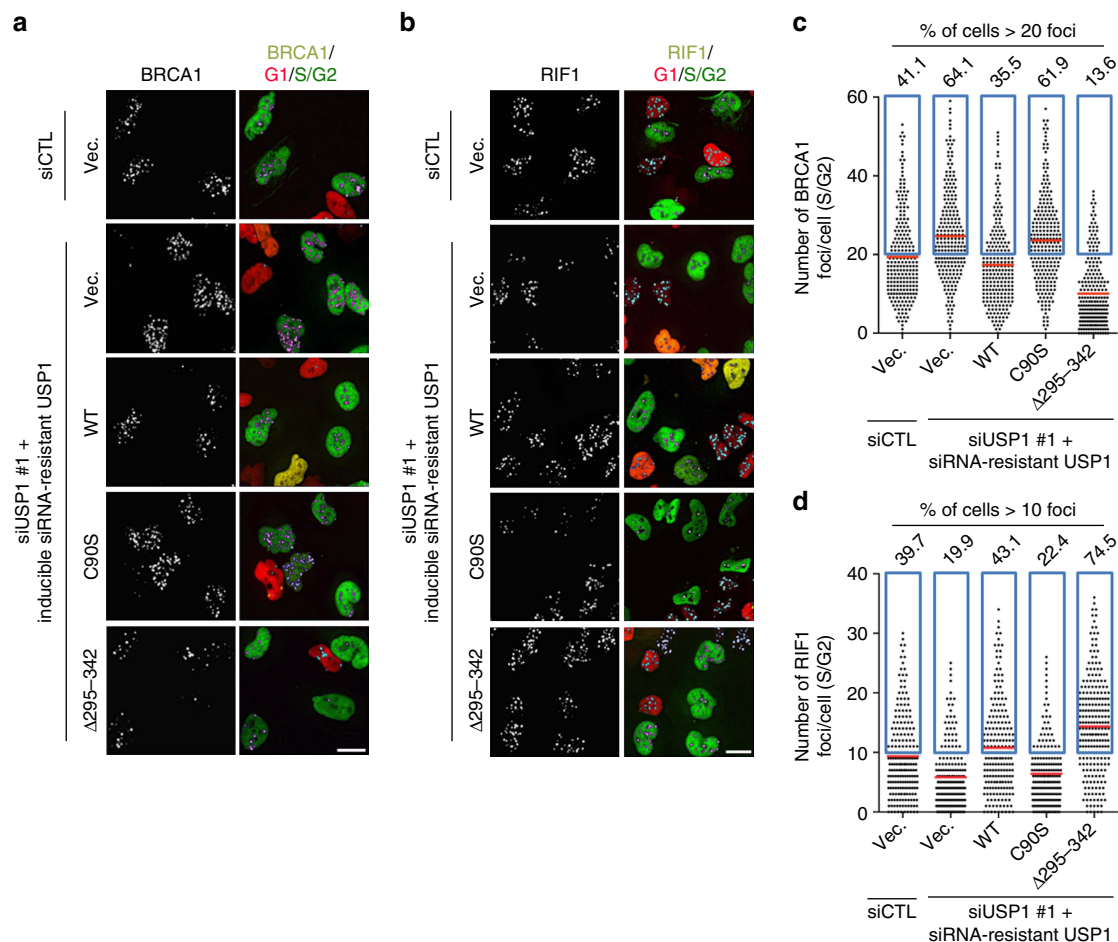 a
BRCA1
BRCA1/
G1/S/G2
siCTL
Vec.
siUSP1 #1 +
inducible siRNA-resistant USP1
Vec.
WT
C90S
Δ295–342
b
RIF1
RIF1/
G1/S/G2
siCTL
Vec.
siUSP1 #1 +
inducible siRNA-resistant USP1
Vec.
WT
C90S
Δ295–342
c
% of cells > 20 foci
41.1 64.1 35.5 61.9 13.6
Number of BRCA1
foci/cell (S/G2)
60
40
20
0
Vec. Vec. WT C90S Δ295–342
siCTL siUSP1 #1 +
siRNA-resistant USP1
d
% of cells > 10 foci
39.7 19.9 43.1 22.4 74.5
Number of RIF1
foci/cell (S/G2)
40
30
20
10
0
Vec. Vec. WT C90S Δ295–342
siCTL siUSP1 #1 +
siRNA-resistant USP1